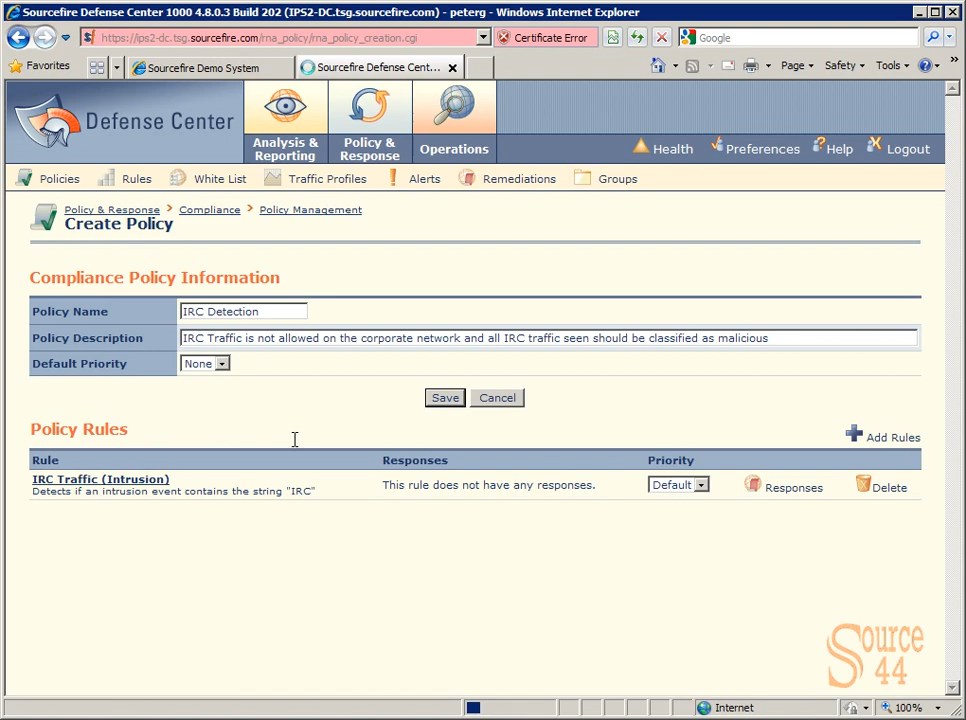 Sourcefire Defense Center 1000 4.8.0.3 Build 202 (IPS2-DC.tsg.sourcefire.com) - peterg - Windows Internet Explorer
https://ips2-dc.tsg.sourcefire.com/rna_policy/rna_policy_creation.cgi Certificate Error Google
Favorites Sourcefire Demo System Sourcefire Defense Cent... Page Safety Tools
Defense Center
Analysis & Reporting
Policy & Response
Operations
Health Preferences Help Logout
Policies Rules White List Traffic Profiles Alerts Remediations Groups
Policy & Response > Compliance > Policy Management
Create Policy
Compliance Policy Information
Policy Name IRC Detection
Policy Description IRC Traffic is not allowed on the corporate network and all IRC traffic seen should be classified as malicious
Default Priority None
Save Cancel
Policy Rules
Add Rules
Rule Responses Priority
IRC Traffic (Intrusion)
Detects if an intrusion event contains the string "IRC"
This rule does not have any responses. Default Responses Delete
Source
44
Internet 100%